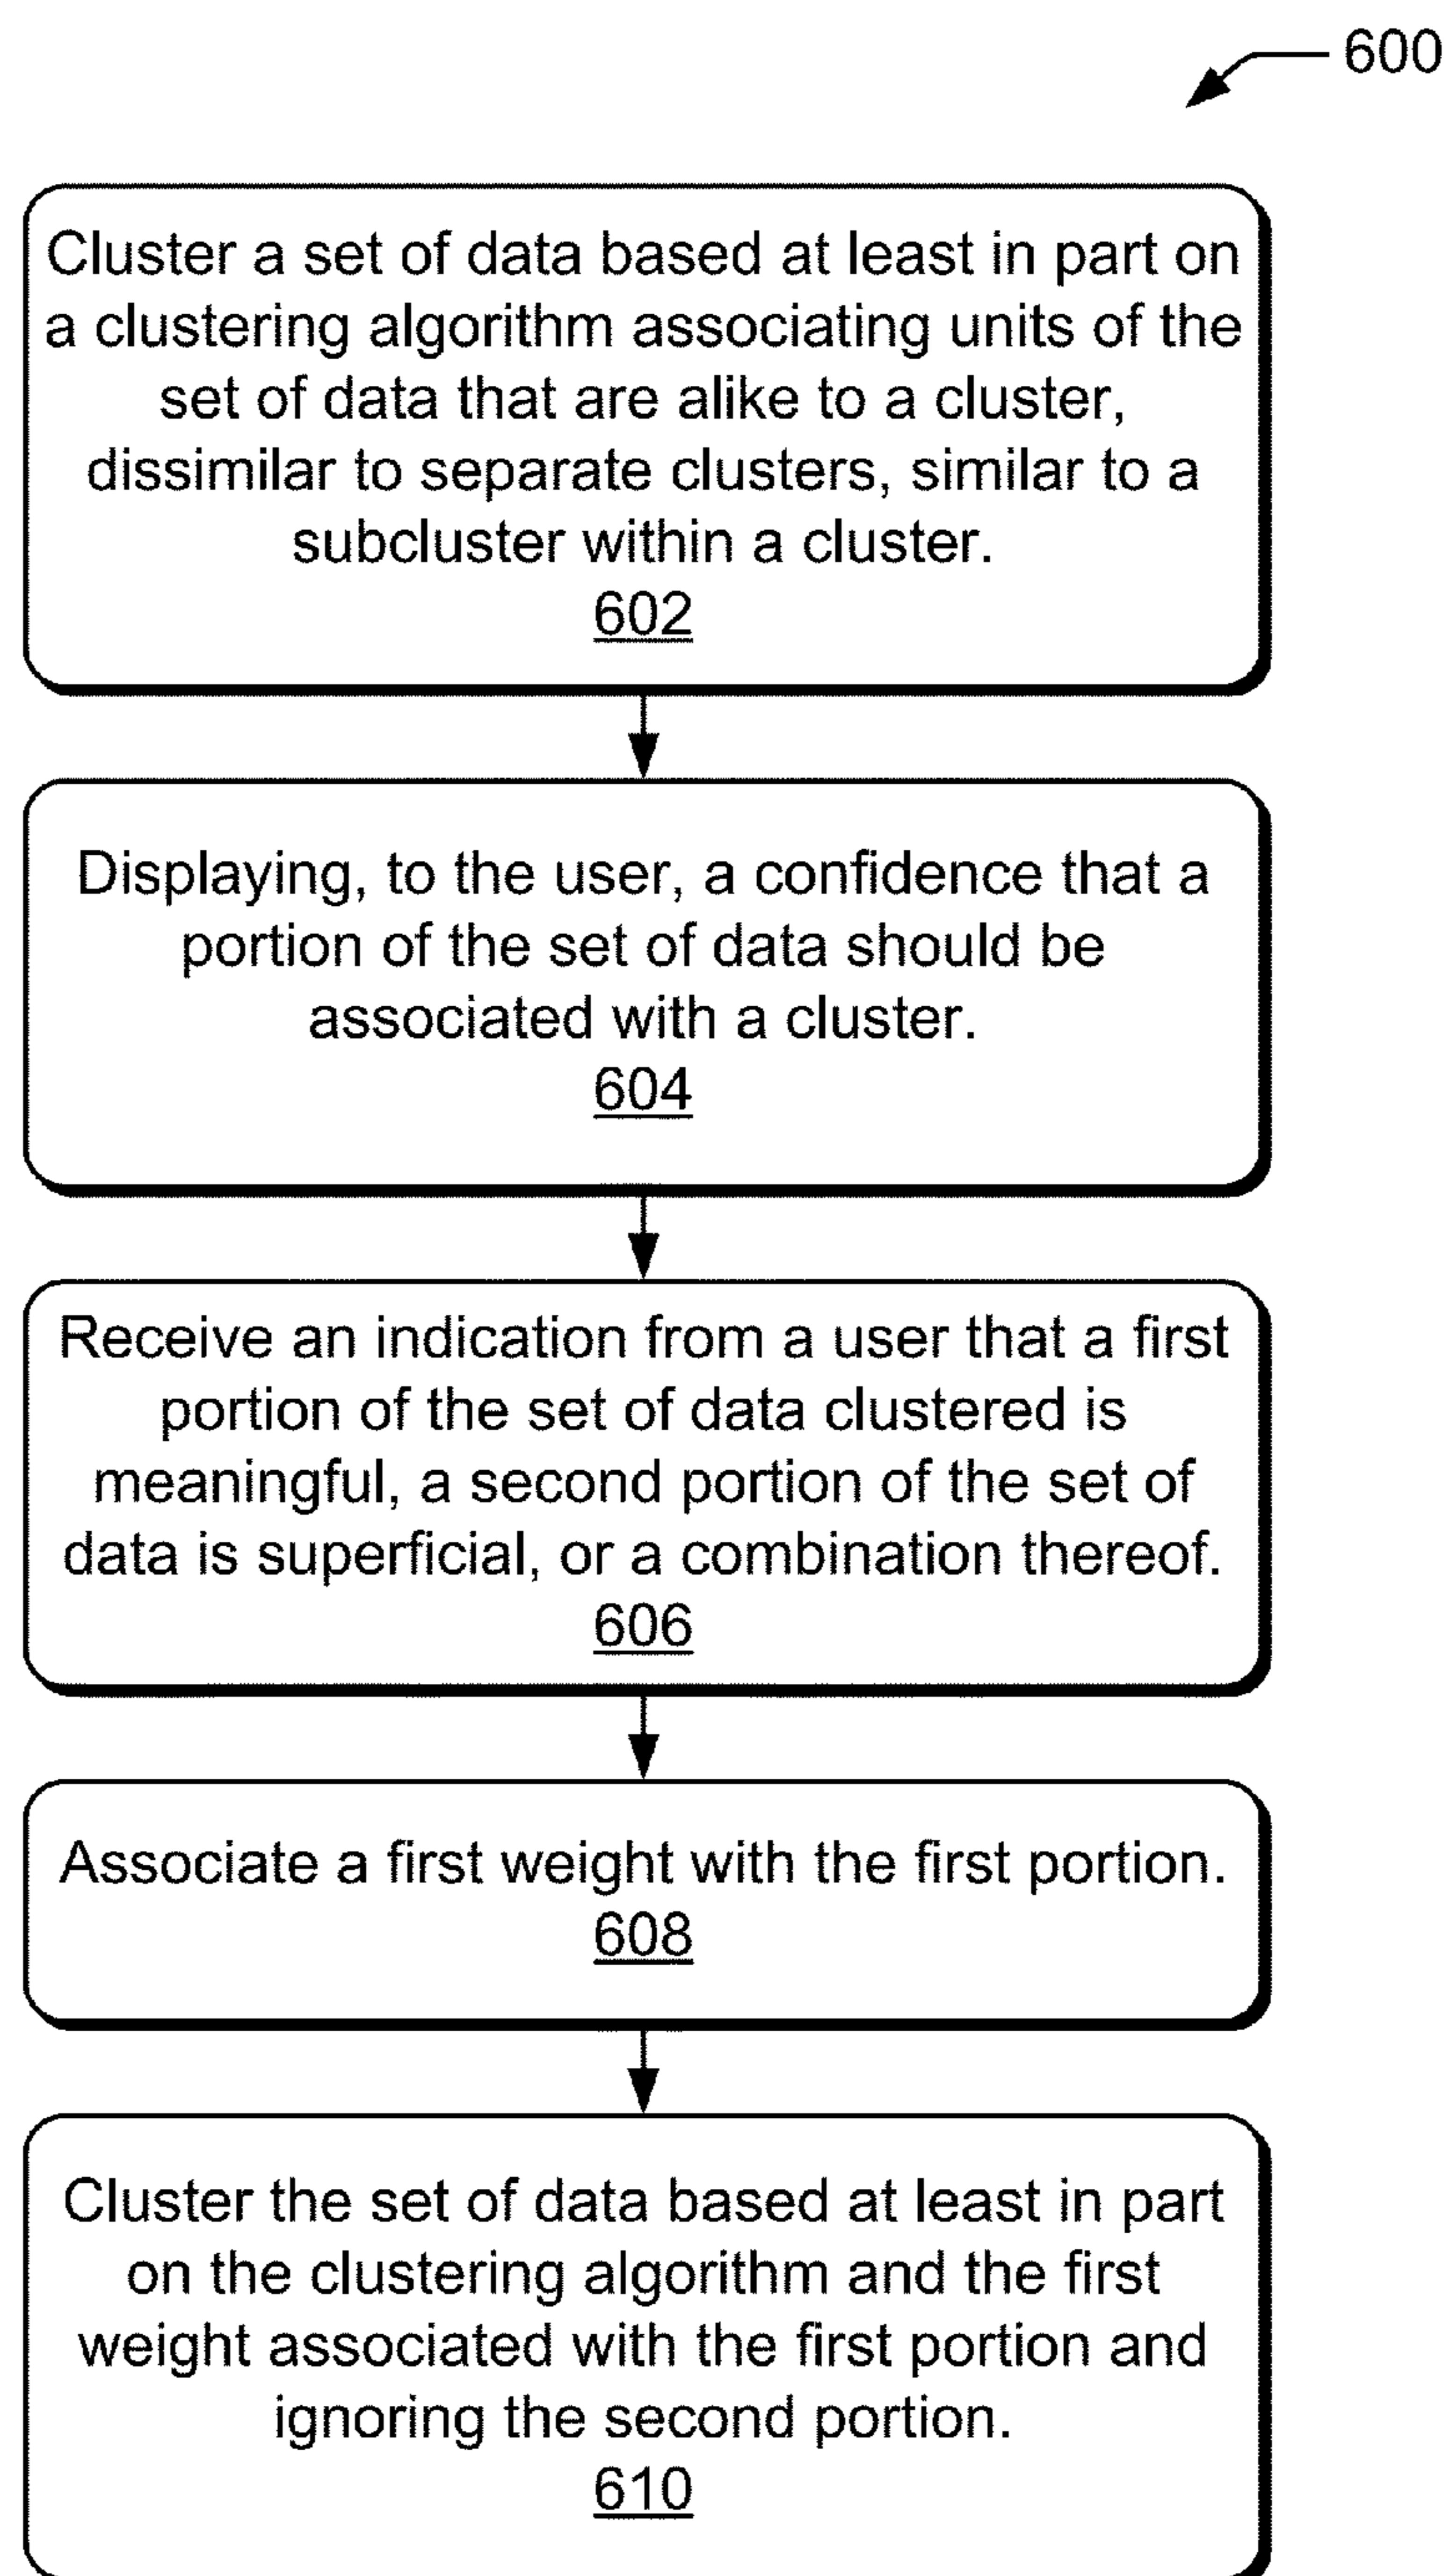 600
Cluster a set of data based at least in part on
a clustering algorithm associating units of the
set of data that are alike to a cluster,
dissimilar to separate clusters, similar to a
subcluster within a cluster.
602
Displaying, to the user, a confidence that a
portion of the set of data should be
associated with a cluster.
604
Receive an indication from a user that a first
portion of the set of data clustered is
meaningful, a second portion of the set of
data is superficial, or a combination thereof.
606
Associate a first weight with the first portion.
608
Cluster the set of data based at least in part
on the clustering algorithm and the first
weight associated with the first portion and
ignoring the second portion.
610